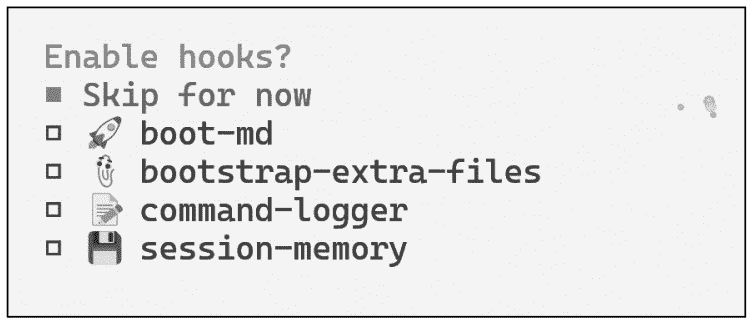 Enable hooks?
Skip for now
boot-md
bootstrap-extra-files
command-logger
session-memory